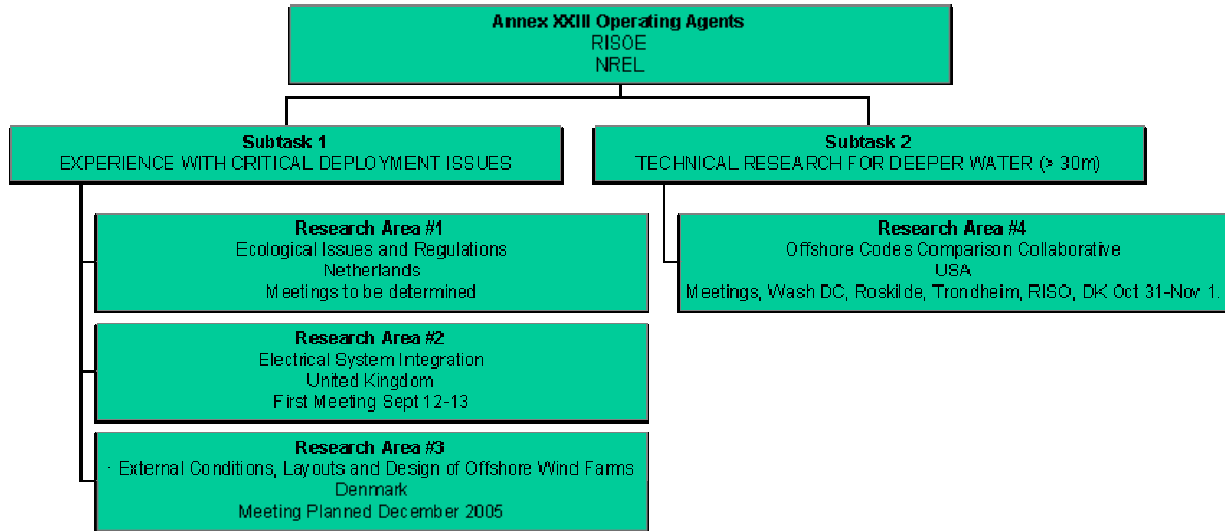 Annex XXIII Operating Agents
RISOE
NREL
Subtask 1
EXPERIENCE WITH CRITICAL DEPLOYMENT ISSUES
Subtask 2
TECHNICAL RESEARCH FOR DEEPER WATER (> 30m)
Research Area #1
Ecological Issues and Regulations
Netherlands
Meetings to be determined
Research Area #2
Electrical System Integration
United Kingdom
First Meeting Sept 12-13
Research Area #3
· External Conditions, Layouts and Design of Offshore Wind Farms
Denmark
Meeting Planned December 2005
Research Area #4
Offshore Codes Comparison Collaborative
USA
Meetings, Wash DC, Roskilde, Trondheim, RISO, DK Oct 31-Nov 1.